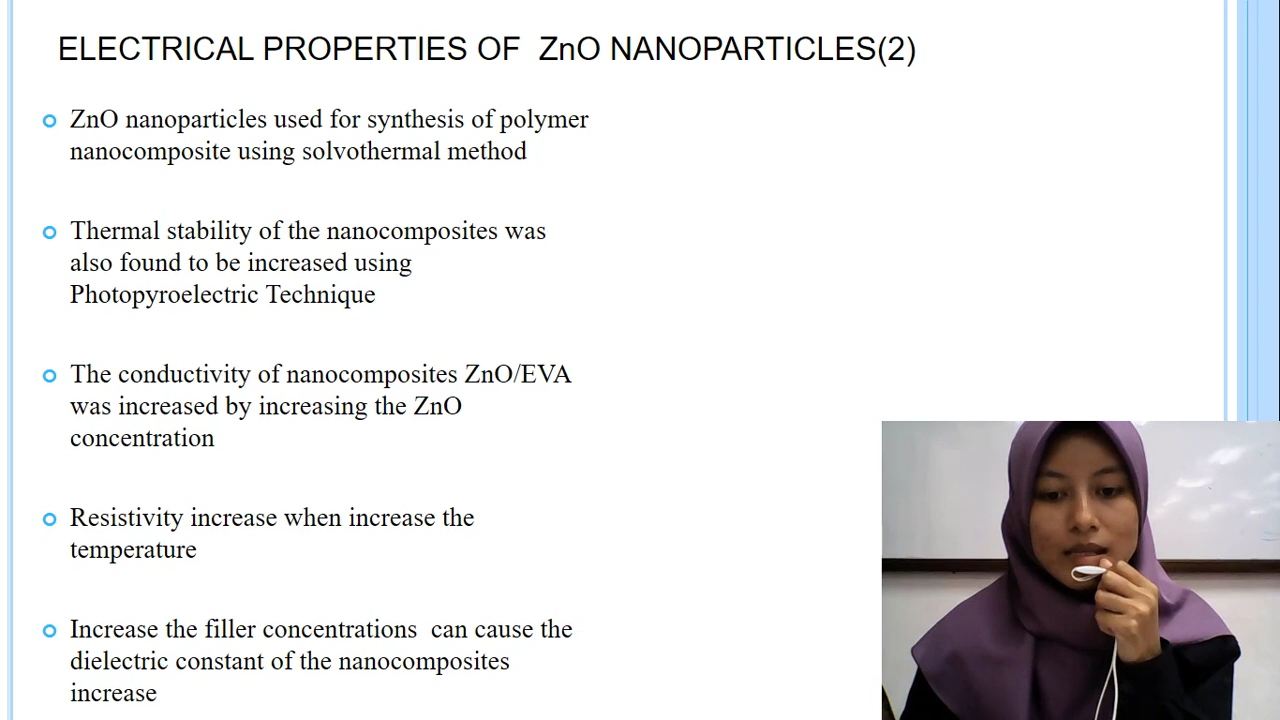 ELECTRICAL PROPERTIES OF  ZnO NANOPARTICLES(2)
ZnO nanoparticles used for synthesis of polymer
nanocomposite using solvothermal method
Thermal stability of the nanocomposites was
also found to be increased using
Photopyroelectric Technique
The conductivity of nanocomposites ZnO/EVA
was increased by increasing the ZnO
concentration
Resistivity increase when increase the
temperature
Increase the filler concentrations  can cause the
dielectric constant of the nanocomposites
increase